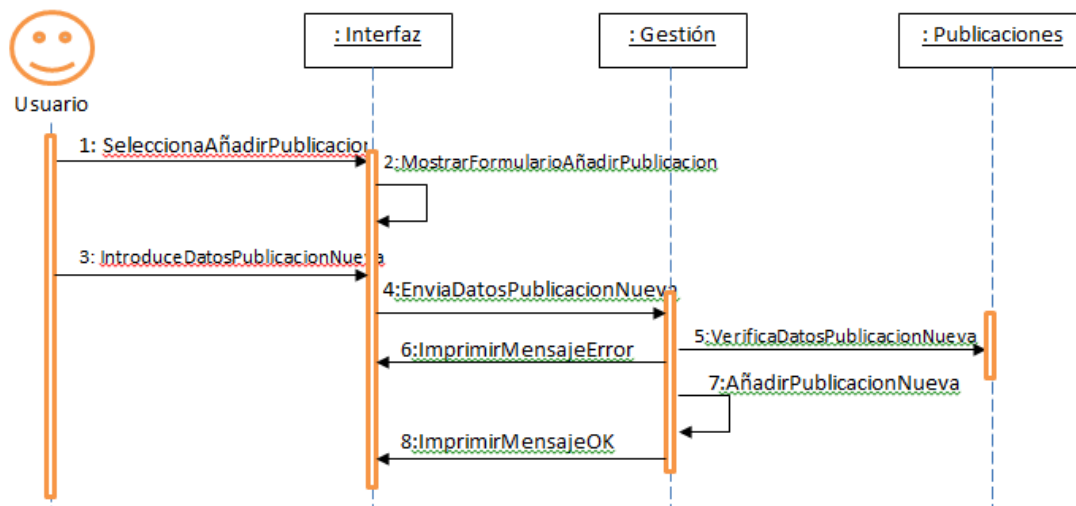 : Interfaz
: Gestión
: Publicaciones
Usuario
1: SeleccionaAñadirPublicacion
2:MostrarFormularioAñadirPublicacion
3: IntroduceDatosPublicacionNueva
4:EnviaDatosPublicacionNueva
5:VerificaDatosPublicacionNueva
6:ImprimirMensajeError
7:AñadirPublicacionNueva
8:ImprimirMensajeOK